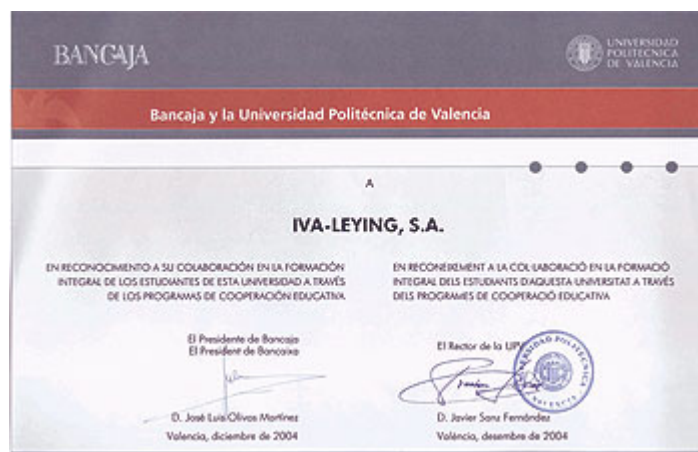 BANCAJA
UNIVERSIDAD
POLITECNICA
DE VALENCIA
Bancaja y la Universidad Politécnica de Valencia
A
IVA-LEYING, S.A.
EN RECONOCIMIENTO A SU COLABORACIÓN EN LA FORMACIÓN
INTEGRAL DE LOS ESTUDIANTES DE ESTA UNIVERSIDAD A TRAVÉS
DE LOS PROGRAMAS DE COOPERACIÓN EDUCATIVA
EN RECONEIXEMENT A LA COL·LABORACIÓ EN LA FORMACIÓ
INTEGRAL DELS ESTUDIANTS D'AQUESTA UNIVERSITAT A TRAVÉS
DELS PROGRAMES DE COOPERACIÓ EDUCATIVA
El Presidente de Bancaja
El President de Bancaixa
D. José Luis Olivas Martínez
Valencia, diciembre de 2004
El Rector de la UPV
UNIVERSIDAD POLITECNICA
VALENCIA
D. Javier Sanz Fernández
València, desembre de 2004